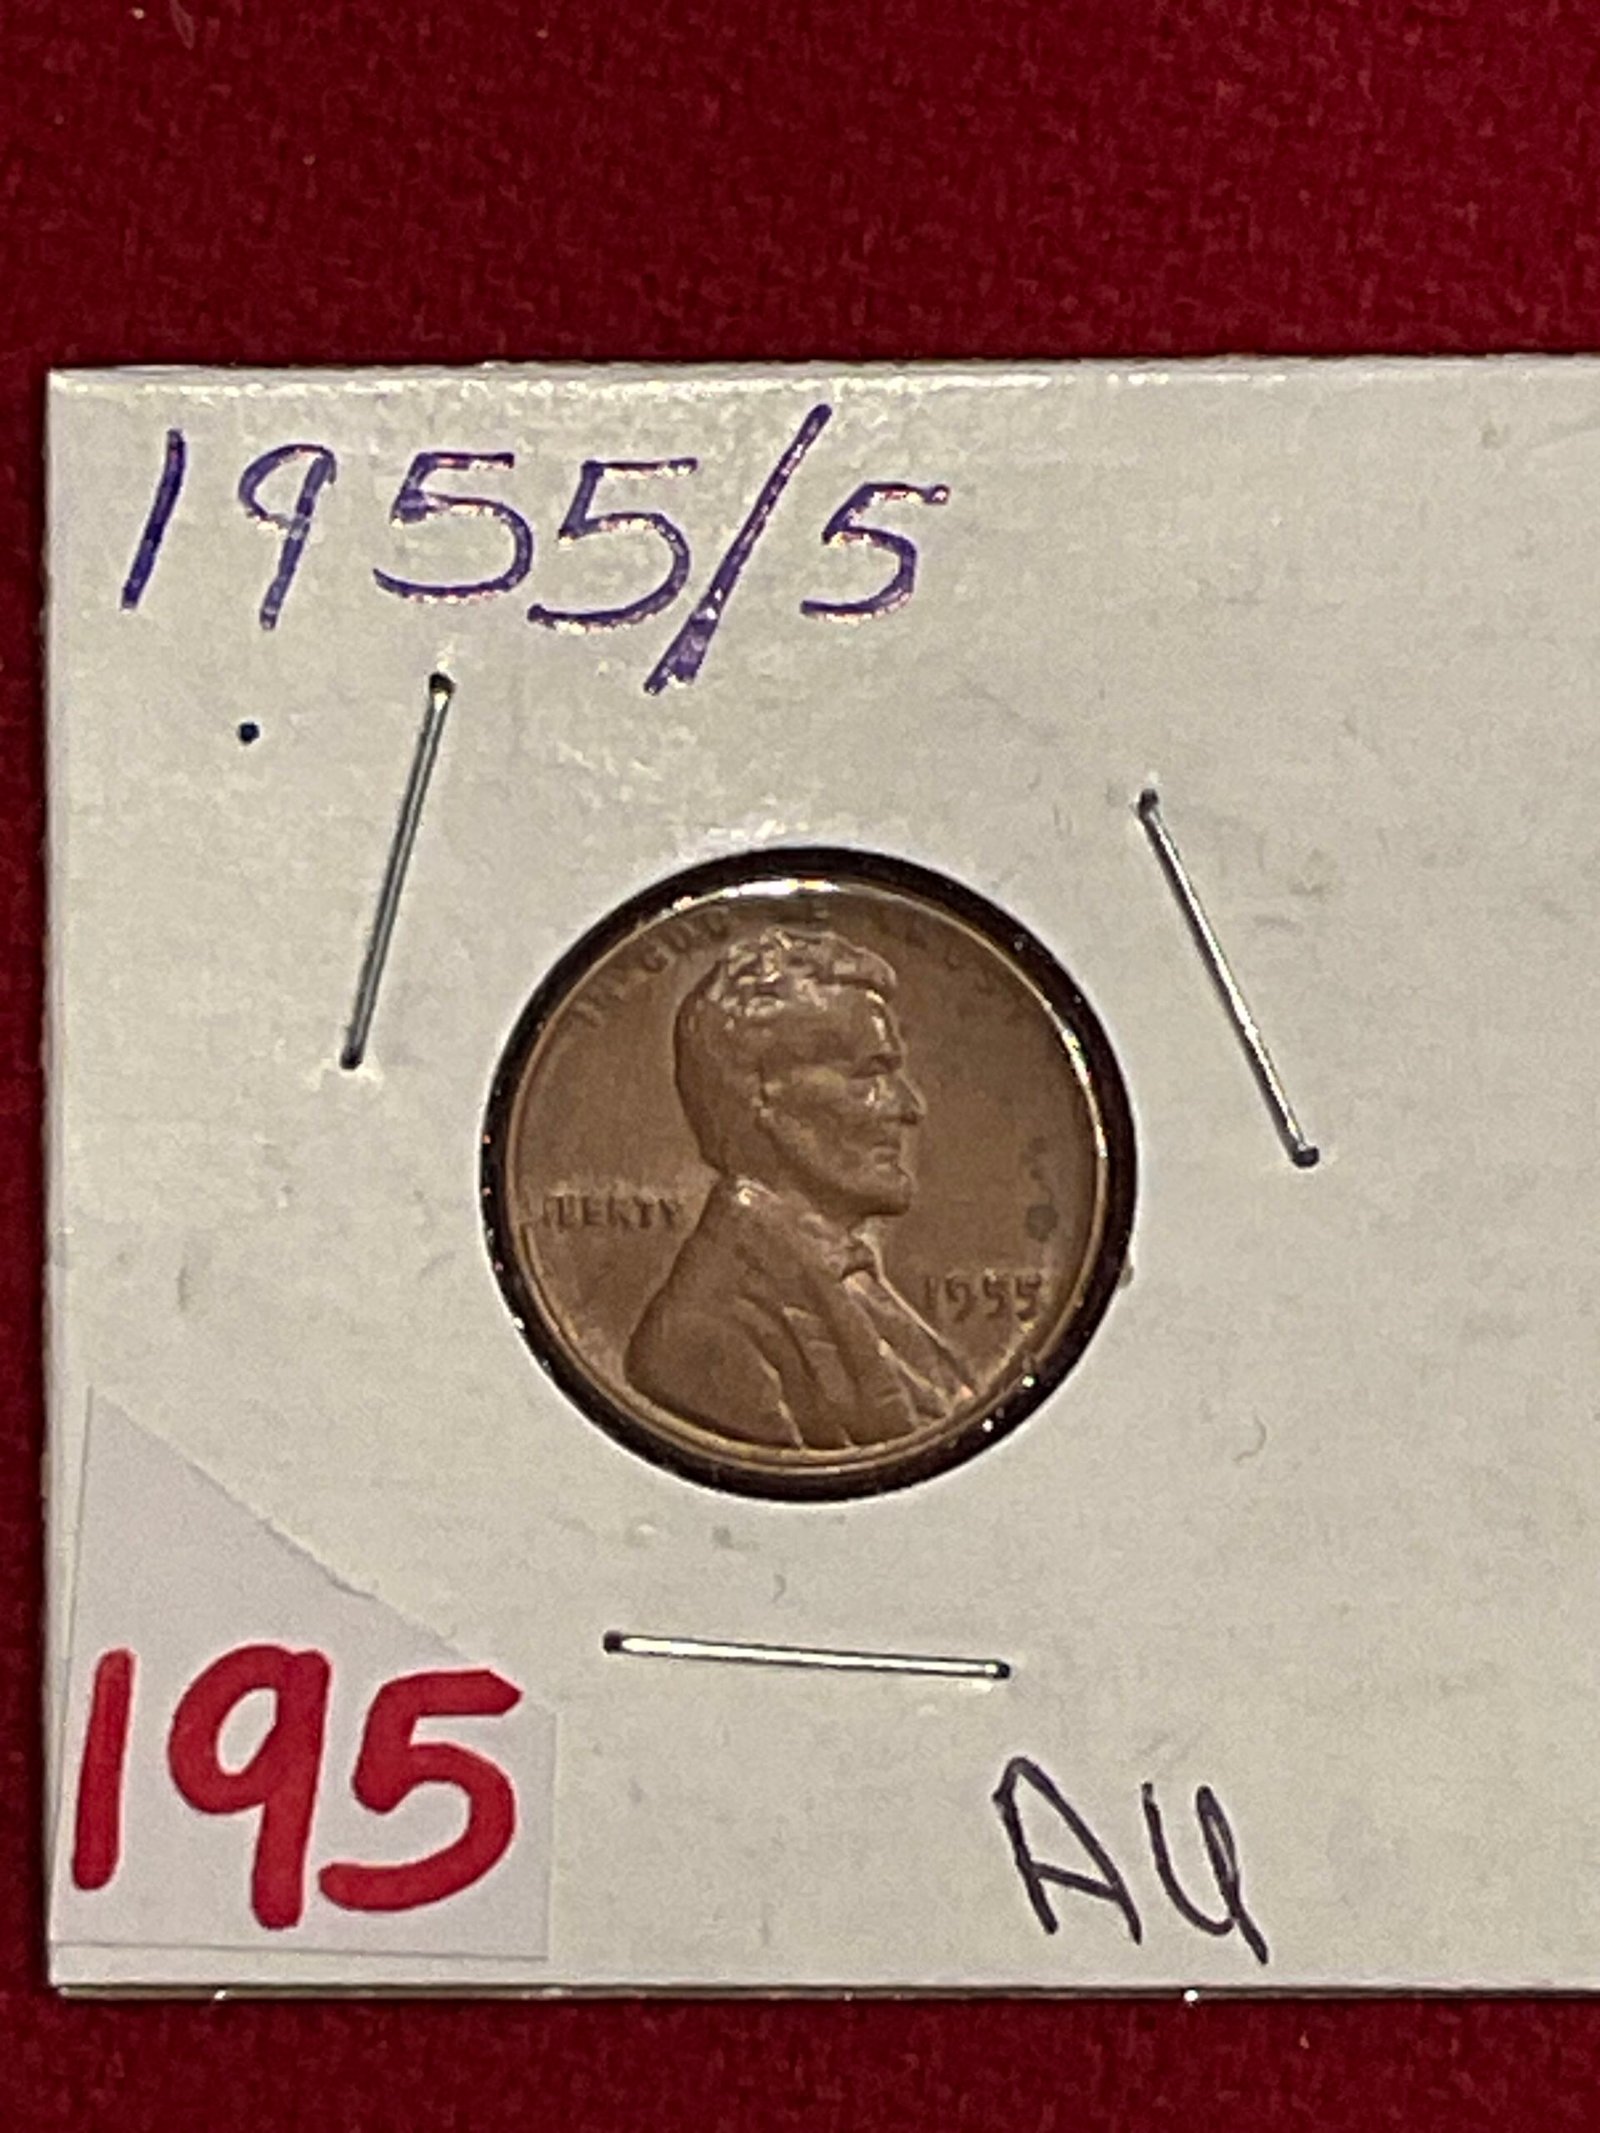 1955/5
IN GOD WE TRUST
LIBERTY
1955
195
AU